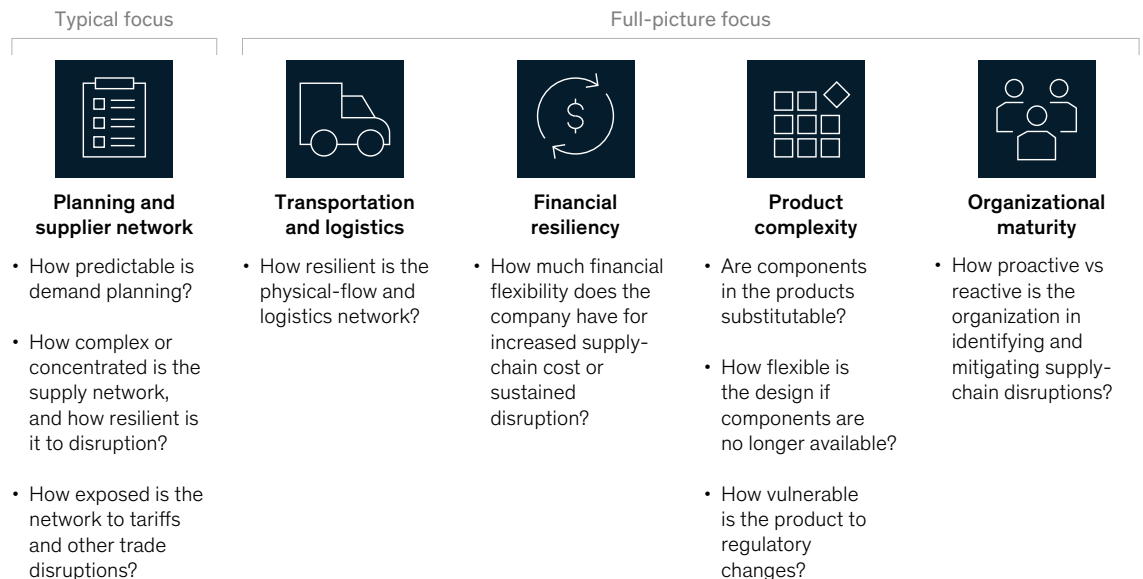 Typical focus
Full-picture focus
Planning and
supplier network
• How predictable is
demand planning?
• How complex or
concentrated is the
supply network,
and how resilient is
it to disruption?
• How exposed is the
network to tariffs
and other trade
disruptions?
Transportation
and logistics
• How resilient is the
physical-flow and
logistics network?
$
Financial
resiliency
• How much financial
flexibility does the
company have for
increased supply-
chain cost or
sustained
disruption?
Product
complexity
• Are components
in the products
substitutable?
• How flexible is
the design if
components are
no longer available?
• How vulnerable
is the product to
regulatory
changes?
Organizational
maturity
• How proactive vs
reactive is the
organization in
identifying and
mitigating supply-
chain disruptions?